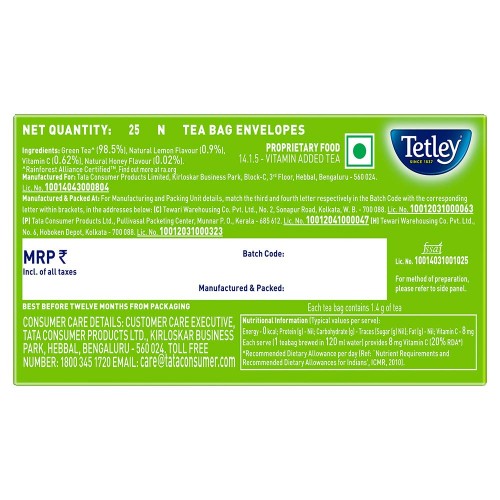 NET QUANTITY: 25 N TEA BAG ENVELOPES
Ingredients: Green Tea* (98.5%), Natural Lemon Flavour (0.9%),
Vitamin C (0.62%), Natural Honey Flavour (0.02%).
*Rainforest Alliance Certified™. Find out more at ra.org
PROPRIETARY FOOD
14.1.5 - VITAMIN ADDED TEA
Tetley
SINCE 1837
Manufactured For: Tata Consumer Products Limited, Kirloskar Business Park, Block-C, 3rd Floor, Hebbal, Bengaluru - 560 024.
Lic. No. 10014043000804
Manufactured & Packed At: For Manufacturing and Packing Unit details, match the third and fourth letter respectively in the Batch Code with the corresponding
letter within brackets, in the addresses below: (C) Tewari Warehousing Co. Pvt. Ltd., No 2, Sonapur Road, Kolkata, W. B. - 700 088. Lic. No. 10012031000063
(P) Tata Consumer Products Ltd., Pullivasal Packeting Center, Munnar P. O., Kerala - 685 612. Lic. No. 10012041000047 (H) Tewari Warehousing Co. Pvt. Ltd.,
No. 6, Hoboken Depot, Kolkata - 700 088. Lic. No. 10012031000323
MRP ₹
Incl. of all taxes
Batch Code:
Manufactured & Packed:
fssai
Lic. No. 10014031001025
For method of preparation,
please refer to side panel.
BEST BEFORE TWELVE MONTHS FROM PACKAGING
Each tea bag contains 1.4 g of tea
CONSUMER CARE DETAILS: CUSTOMER CARE EXECUTIVE,
TATA CONSUMER PRODUCTS LTD., KIRLOSKAR BUSINESS
PARK, HEBBAL, BENGALURU - 560 024. TOLL FREE
NUMBER: 1800 345 1720 EMAIL: care@tataconsumer.com
Nutritional Information (Typical values per serve):
Energy - 0 kcal; Protein (g) - Nil; Carbohydrate (g) - Traces (Sugar (g) Nil), Fat (g) - Nil; Vitamin C - 8 mg
Each serve (1 teabag brewed in 120 ml water) provides 8 mg Vitamin C (20% RDA*)
*Recommended Dietary Allowance per day (Ref: 'Nutrient Requirements and
Recommended Dietary Allowances for Indians', ICMR, 2010).